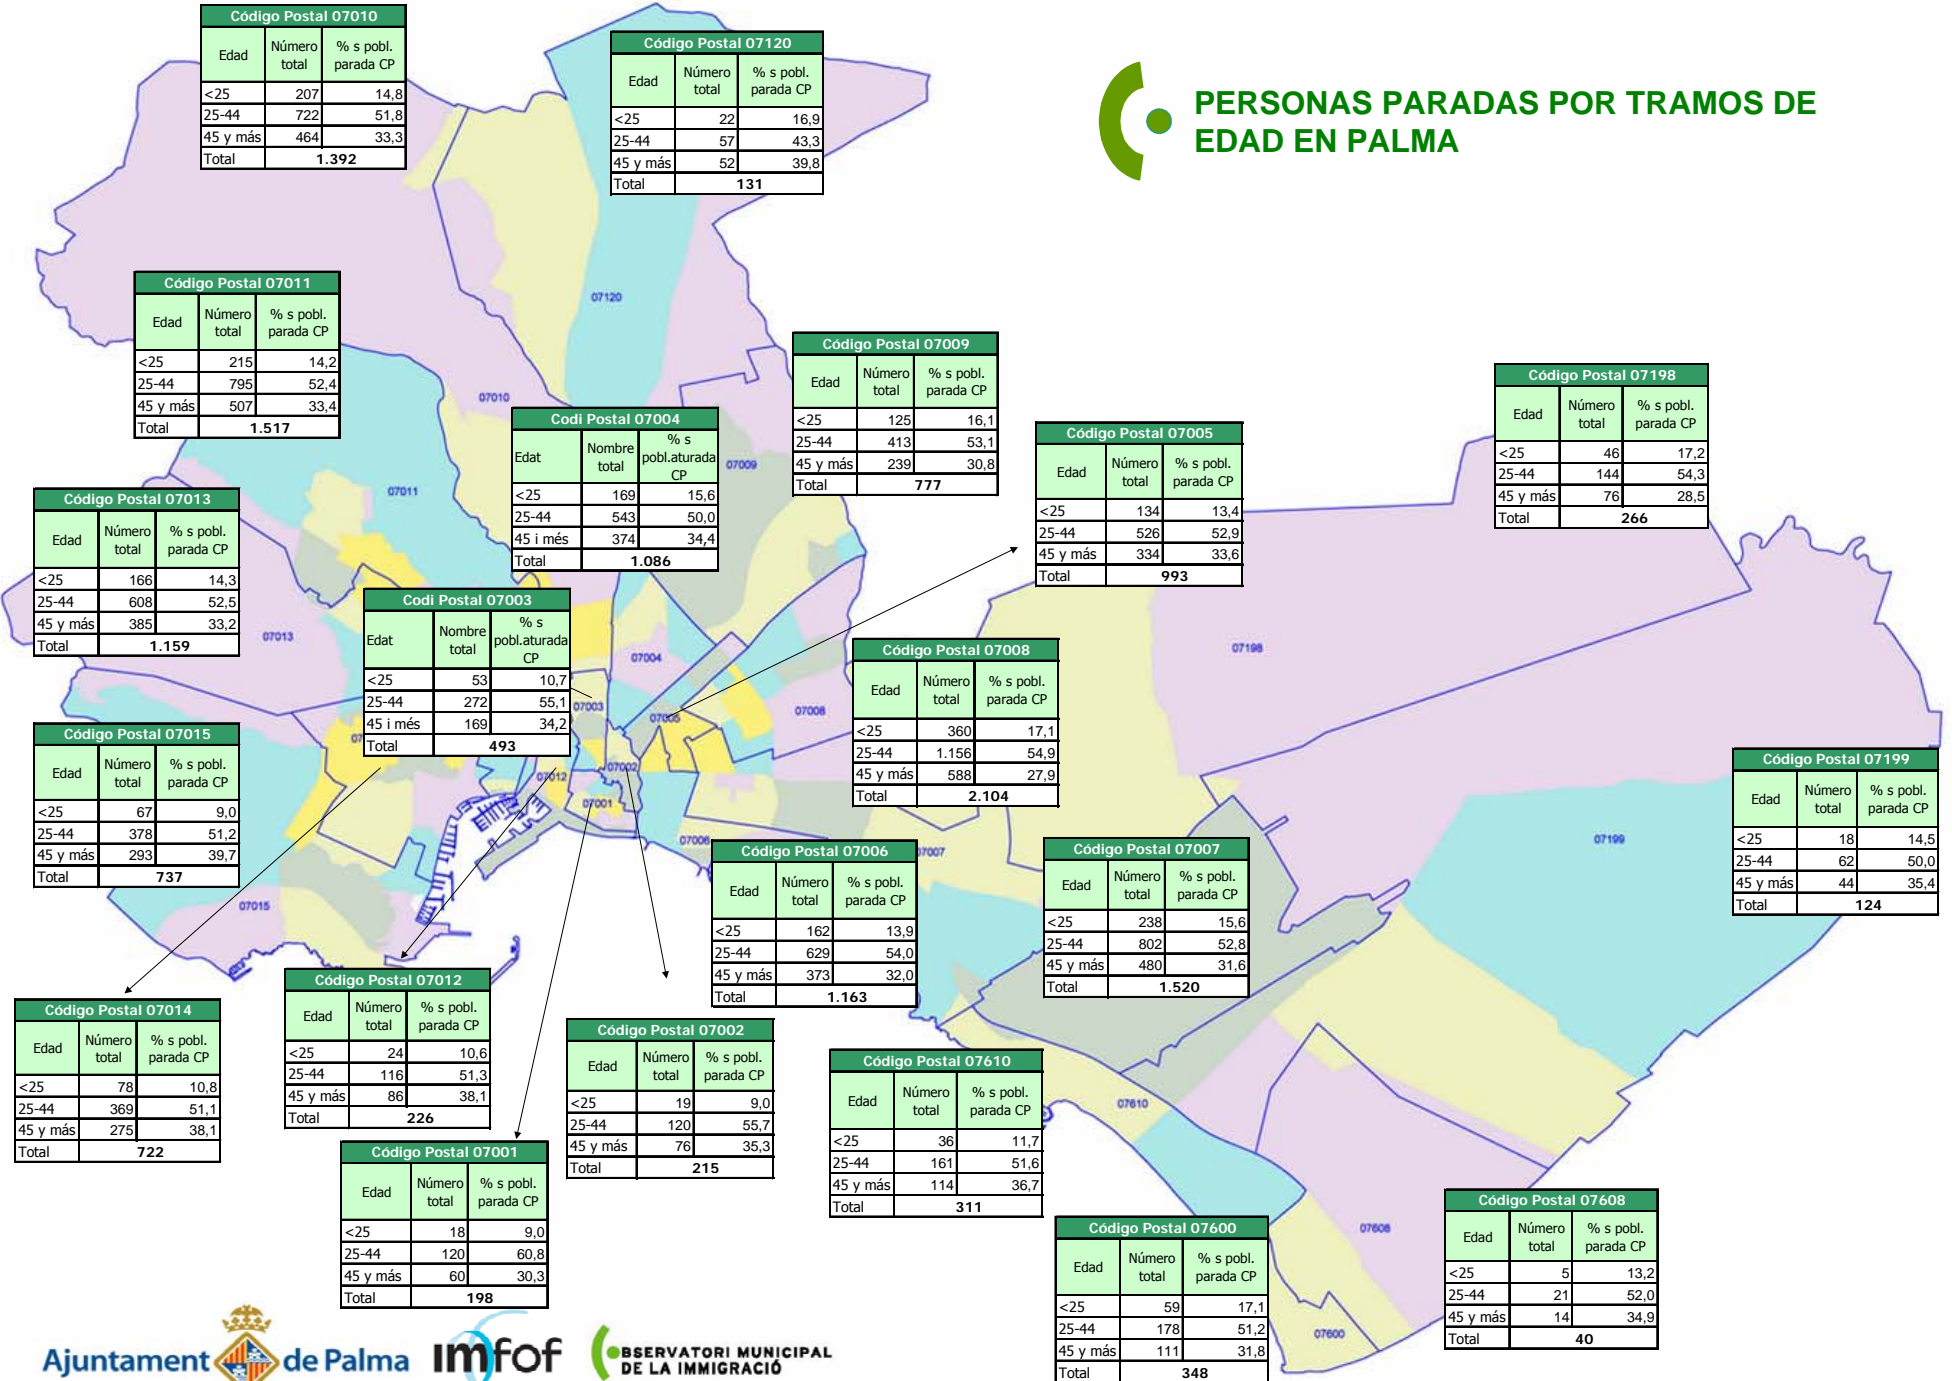 PERSONAS PARADAS POR TRAMOS DE
EDAD EN PALMA
Código Postal 07010
Edad Número total % s pobl. parada CP
<25 207 14,8
25-44 722 51,8
45 y más 464 33,3
Total 1.392
Código Postal 07120
Edad Número total % s pobl. parada CP
<25 22 16,9
25-44 57 43,3
45 y más 52 39,8
Total 131
Código Postal 07011
Edad Número total % s pobl. parada CP
<25 215 14,2
25-44 795 52,4
45 y más 507 33,4
Total 1.517
Código Postal 07009
Edad Número total % s pobl. parada CP
<25 125 16,1
25-44 413 53,1
45 y más 239 30,8
Total 777
Código Postal 07198
Edad Número total % s pobl. parada CP
<25 46 17,2
25-44 144 54,3
45 y más 76 28,5
Total 266
Codi Postal 07004
Edat Nombre total % s pobl.aturada CP
<25 169 15,6
25-44 543 50,0
45 i més 374 34,4
Total 1.086
Código Postal 07005
Edad Número total % s pobl. parada CP
<25 134 13,4
25-44 526 52,9
45 y más 334 33,6
Total 993
Código Postal 07013
Edad Número total % s pobl. parada CP
<25 166 14,3
25-44 608 52,5
45 y más 385 33,2
Total 1.159
Codi Postal 07003
Edat Nombre total % s pobl.aturada CP
<25 53 10,7
25-44 272 55,1
45 i més 169 34,2
Total 493
Código Postal 07008
Edad Número total % s pobl. parada CP
<25 360 17,1
25-44 1.156 54,9
45 y más 588 27,9
Total 2.104
Código Postal 07015
Edad Número total % s pobl. parada CP
<25 67 9,0
25-44 378 51,2
45 y más 293 39,7
Total 737
Código Postal 07199
Edad Número total % s pobl. parada CP
<25 18 14,5
25-44 62 50,0
45 y más 44 35,4
Total 124
Código Postal 07006
Edad Número total % s pobl. parada CP
<25 162 13,9
25-44 629 54,0
45 y más 373 32,0
Total 1.163
Código Postal 07007
Edad Número total % s pobl. parada CP
<25 238 15,6
25-44 802 52,8
45 y más 480 31,6
Total 1.520
Código Postal 07014
Edad Número total % s pobl. parada CP
<25 78 10,8
25-44 369 51,1
45 y más 275 38,1
Total 722
Código Postal 07012
Edad Número total % s pobl. parada CP
<25 24 10,6
25-44 116 51,3
45 y más 86 38,1
Total 226
Código Postal 07002
Edad Número total % s pobl. parada CP
<25 19 9,0
25-44 120 55,7
45 y más 76 35,3
Total 215
Código Postal 07610
Edad Número total % s pobl. parada CP
<25 36 11,7
25-44 161 51,6
45 y más 114 36,7
Total 311
Código Postal 07001
Edad Número total % s pobl. parada CP
<25 18 9,0
25-44 120 60,8
45 y más 60 30,3
Total 198
Código Postal 07600
Edad Número total % s pobl. parada CP
<25 59 17,1
25-44 178 51,2
45 y más 111 31,8
Total 348
Código Postal 07608
Edad Número total % s pobl. parada CP
<25 5 13,2
25-44 21 52,0
45 y más 14 34,9
Total 40
07120
07010
07009
07011
07013
07004
07198
07003
07005
07008
07012
07002
07001
07006
07007
07199
07015
07610
07608
07600
Ajuntament de Palma
imfof
OBSERVATORI MUNICIPAL
DE LA IMMIGRACIÓ